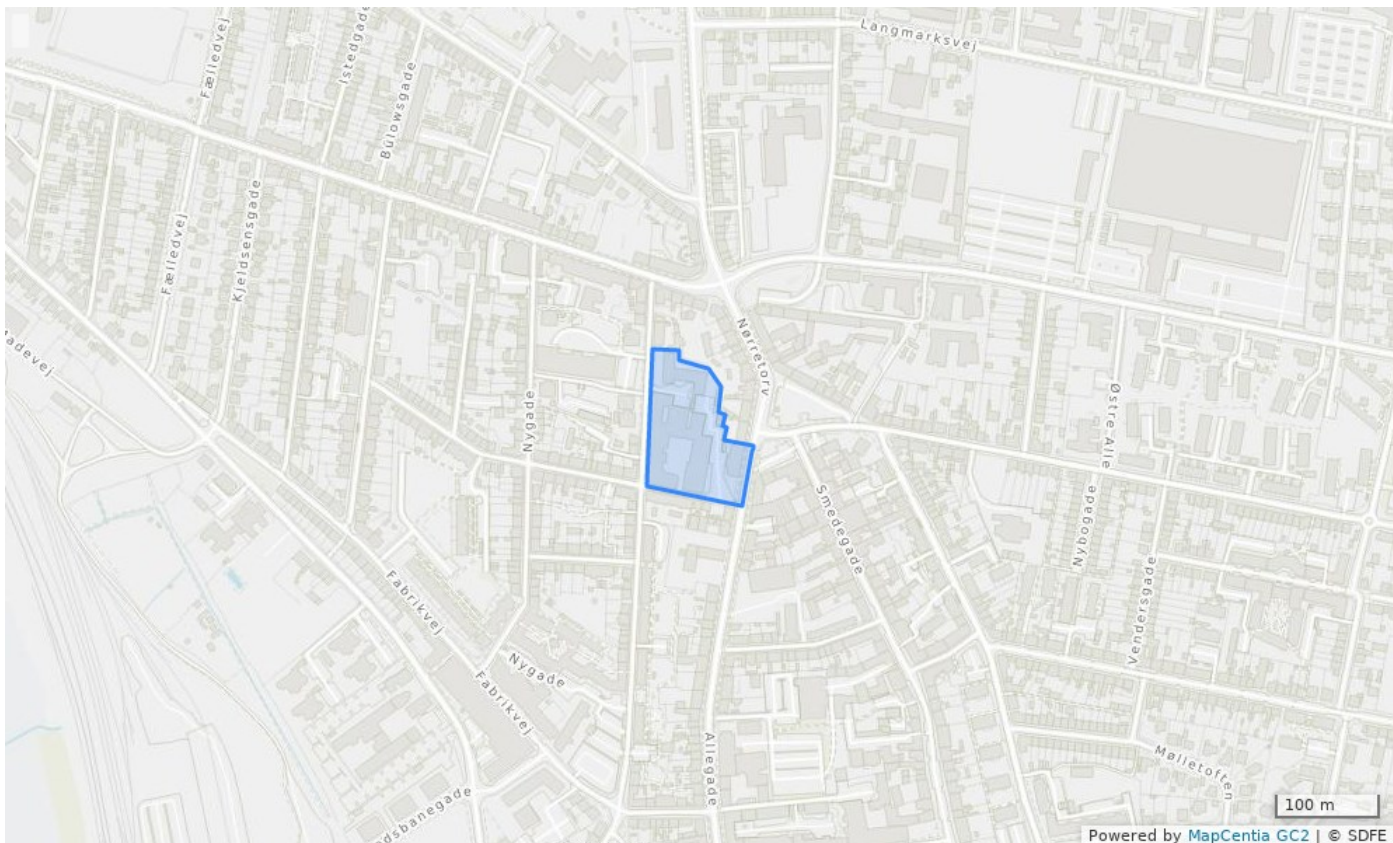 Langmarksvej
Fælledvej
Istedgade
Bülowsgade
Kjeldsensgade
Fælledvej
Nørretorv
Nygade
Østre Alle
Smedegade
Nybogade
Vendersgade
Fabrikvej
Nygade
Fabrikvej
Allegade
Mølletoften
100 m
Powered by MapCentia GC2 | © SDFE